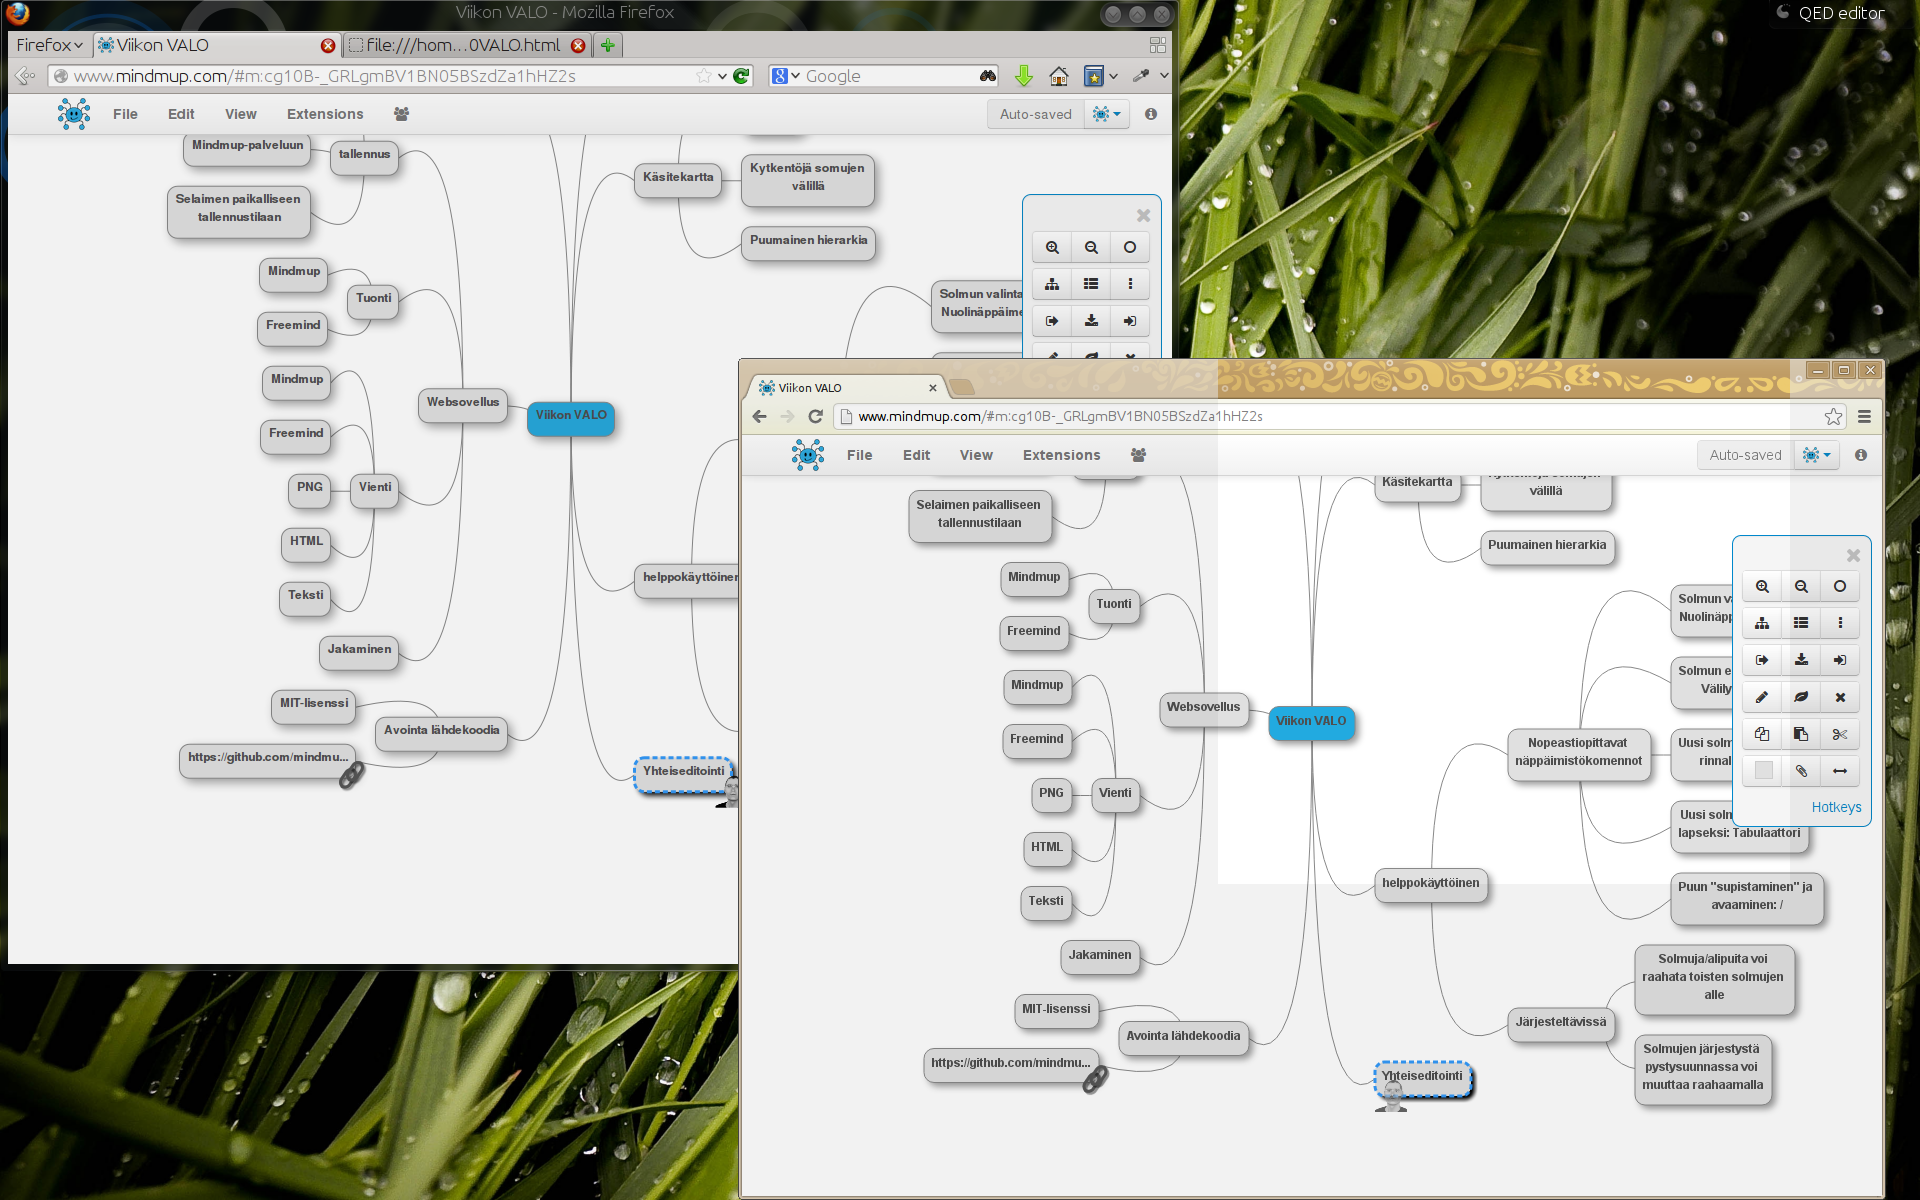 Viikon VALO - Mozilla Firefox
QED editor
Firefox
Viikon VALO
file:///hom...0VALO.html
www.mindmup.com/#m:cg10B-_GRLgmBV1BN05BSzdZa1hHZ2s
Google
File
Edit
View
Extensions
Auto-saved
Mindmup-palveluun
tallennus
Selaimen paikalliseen
tallennustilaan
Käsitekartta
Kytkentöjä somujen
välillä
Puumainen hierarkia
Mindmup
Tuonti
Freemind
Solmun valinta
Nuolinäppäime
Mindmup
Freemind
Websovellus
Viikon VALO
PNG
Vienti
HTML
Teksti
helppokäyttöinen
Jakaminen
MIT-lisenssi
Avointa lähdekoodia
https://github.com/mindmu...
Yhteiseditointi
Viikon VALO
www.mindmup.com/#m:cg10B-_GRLgmBV1BN05BSzdZa1hHZ2s
File
Edit
View
Extensions
Auto-saved
Selaimen paikalliseen
tallennustilaan
Käsitekartta
Kytkentöjä somujen
välillä
Puumainen hierarkia
Mindmup
Tuonti
Freemind
Solmun va
Nuolinäpp
Mindmup
Solmun e
Välily
Freemind
Websovellus
Viikon VALO
Nopeastiopittavat
näppäimistökomennot
Uusi solm
rinnal
PNG
Vienti
Hotkeys
Uusi soln
lapseksi: Tabulaattori
HTML
Teksti
helppokäyttöinen
Puun "supistaminen" ja
avaaminen: /
Jakaminen
Solmuja/alipuita voi
raahata toisten solmujen
alle
MIT-lisenssi
Avointa lähdekoodia
https://github.com/mindmu...
Järjesteltävissä
Yhteiseditointi
Solmujen järjestystä
pystysuunnassa voi
muuttaa raahaamalla